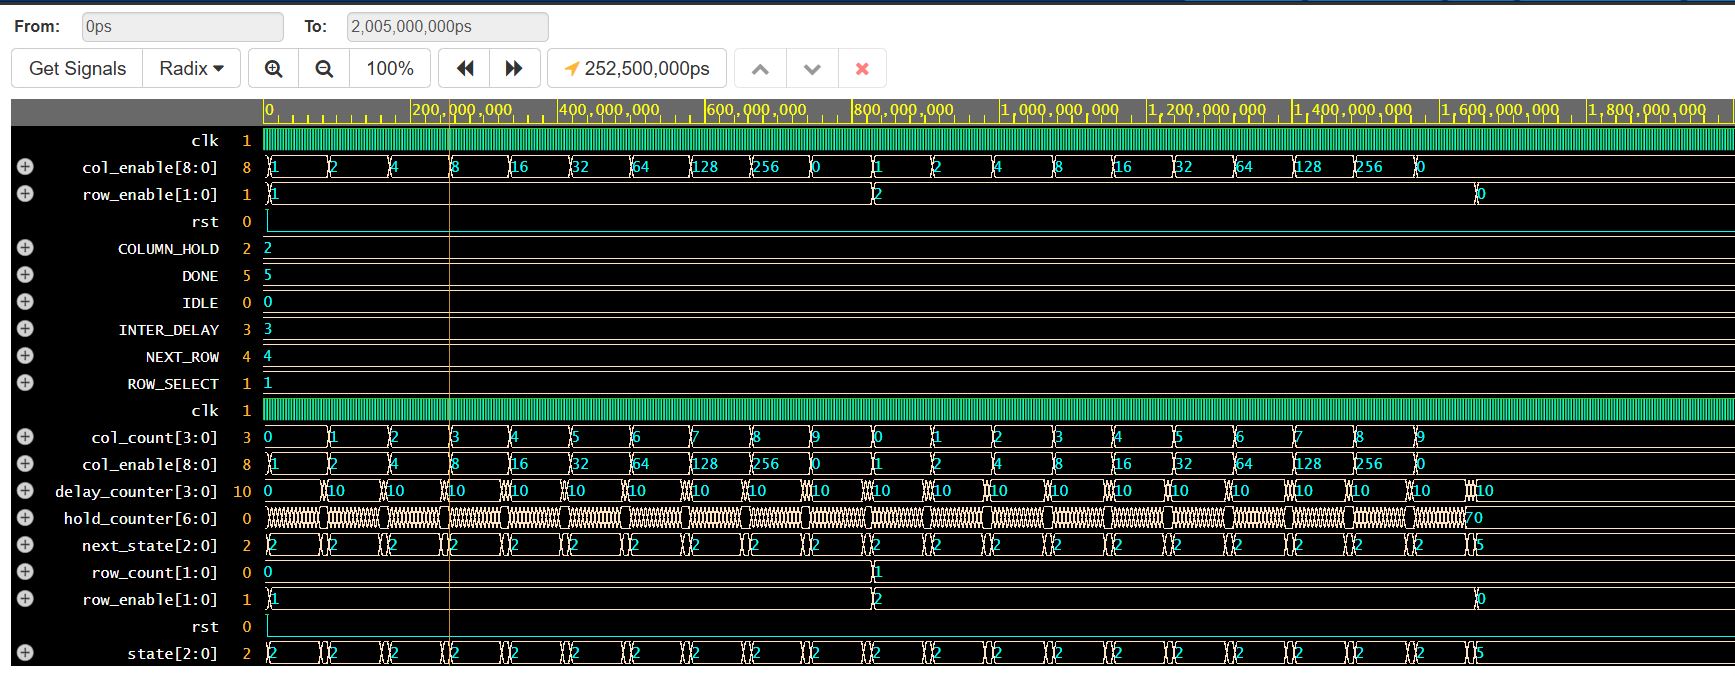 From: 0ps To: 2,005,000,000ps
Get Signals Radix 100% 252,500,000ps
0 200,000,000 400,000,000 600,000,000 800,000,000 1,000,000,000 1,200,000,000 1,400,000,000 1,600,000,000 1,800,000,000
clk 1
col_enable[8:0] 8 1 2 4 8 16 32 64 128 256 0 1 2 4 8 16 32 64 128 256 0
row_enable[1:0] 1 1 2 0
rst 0
COLUMN_HOLD 2 2
DONE 5 5
IDLE 0 0
INTER_DELAY 3 3
NEXT_ROW 4 4
ROW_SELECT 1 1
clk 1
col_count[3:0] 3 0 1 2 3 4 5 6 7 8 9 0 1 2 3 4 5 6 7 8 9
col_enable[8:0] 8 1 2 4 8 16 32 64 128 256 0 1 2 4 8 16 32 64 128 256 0
delay_counter[3:0] 10 0 10 10 10 10 10 10 10 10 10 10 10 10 10 10 10 10 10 10 10 10
hold_counter[6:0] 0 70
next_state[2:0] 2 2 2 2 2 2 2 2 2 2 2 2 2 2 2 2 2 2 2 2 2 5
row_count[1:0] 0 0 1
row_enable[1:0] 1 1 2 0
rst 0
state[2:0] 2 2 2 2 2 2 2 2 2 2 2 2 2 2 2 2 2 2 2 2 2 5